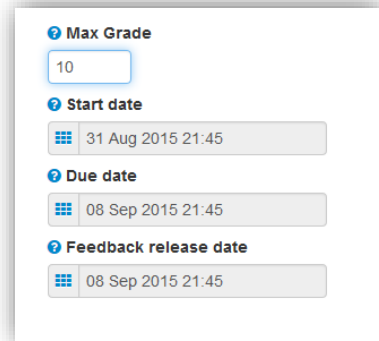 Max Grade
10
Start date
31 Aug 2015 21:45
Due date
08 Sep 2015 21:45
Feedback release date
08 Sep 2015 21:45